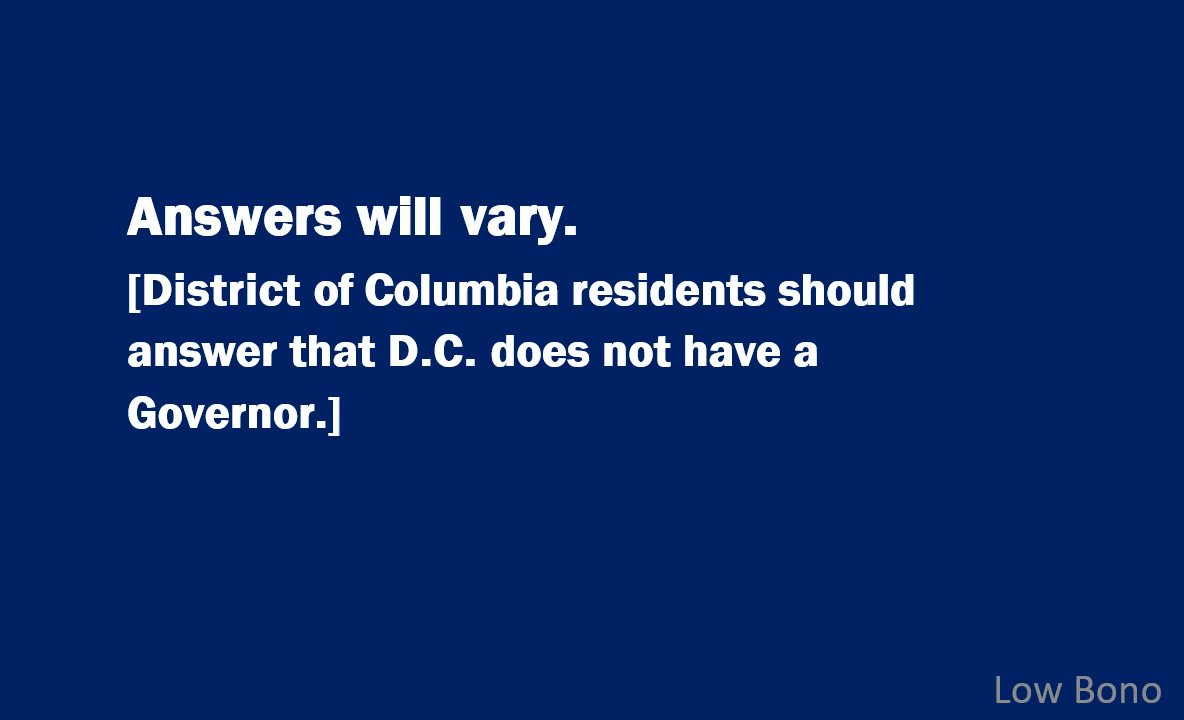 Answers will vary.
[District of Columbia residents should
answer that D.C. does not have a
Governor.]
Low Bono